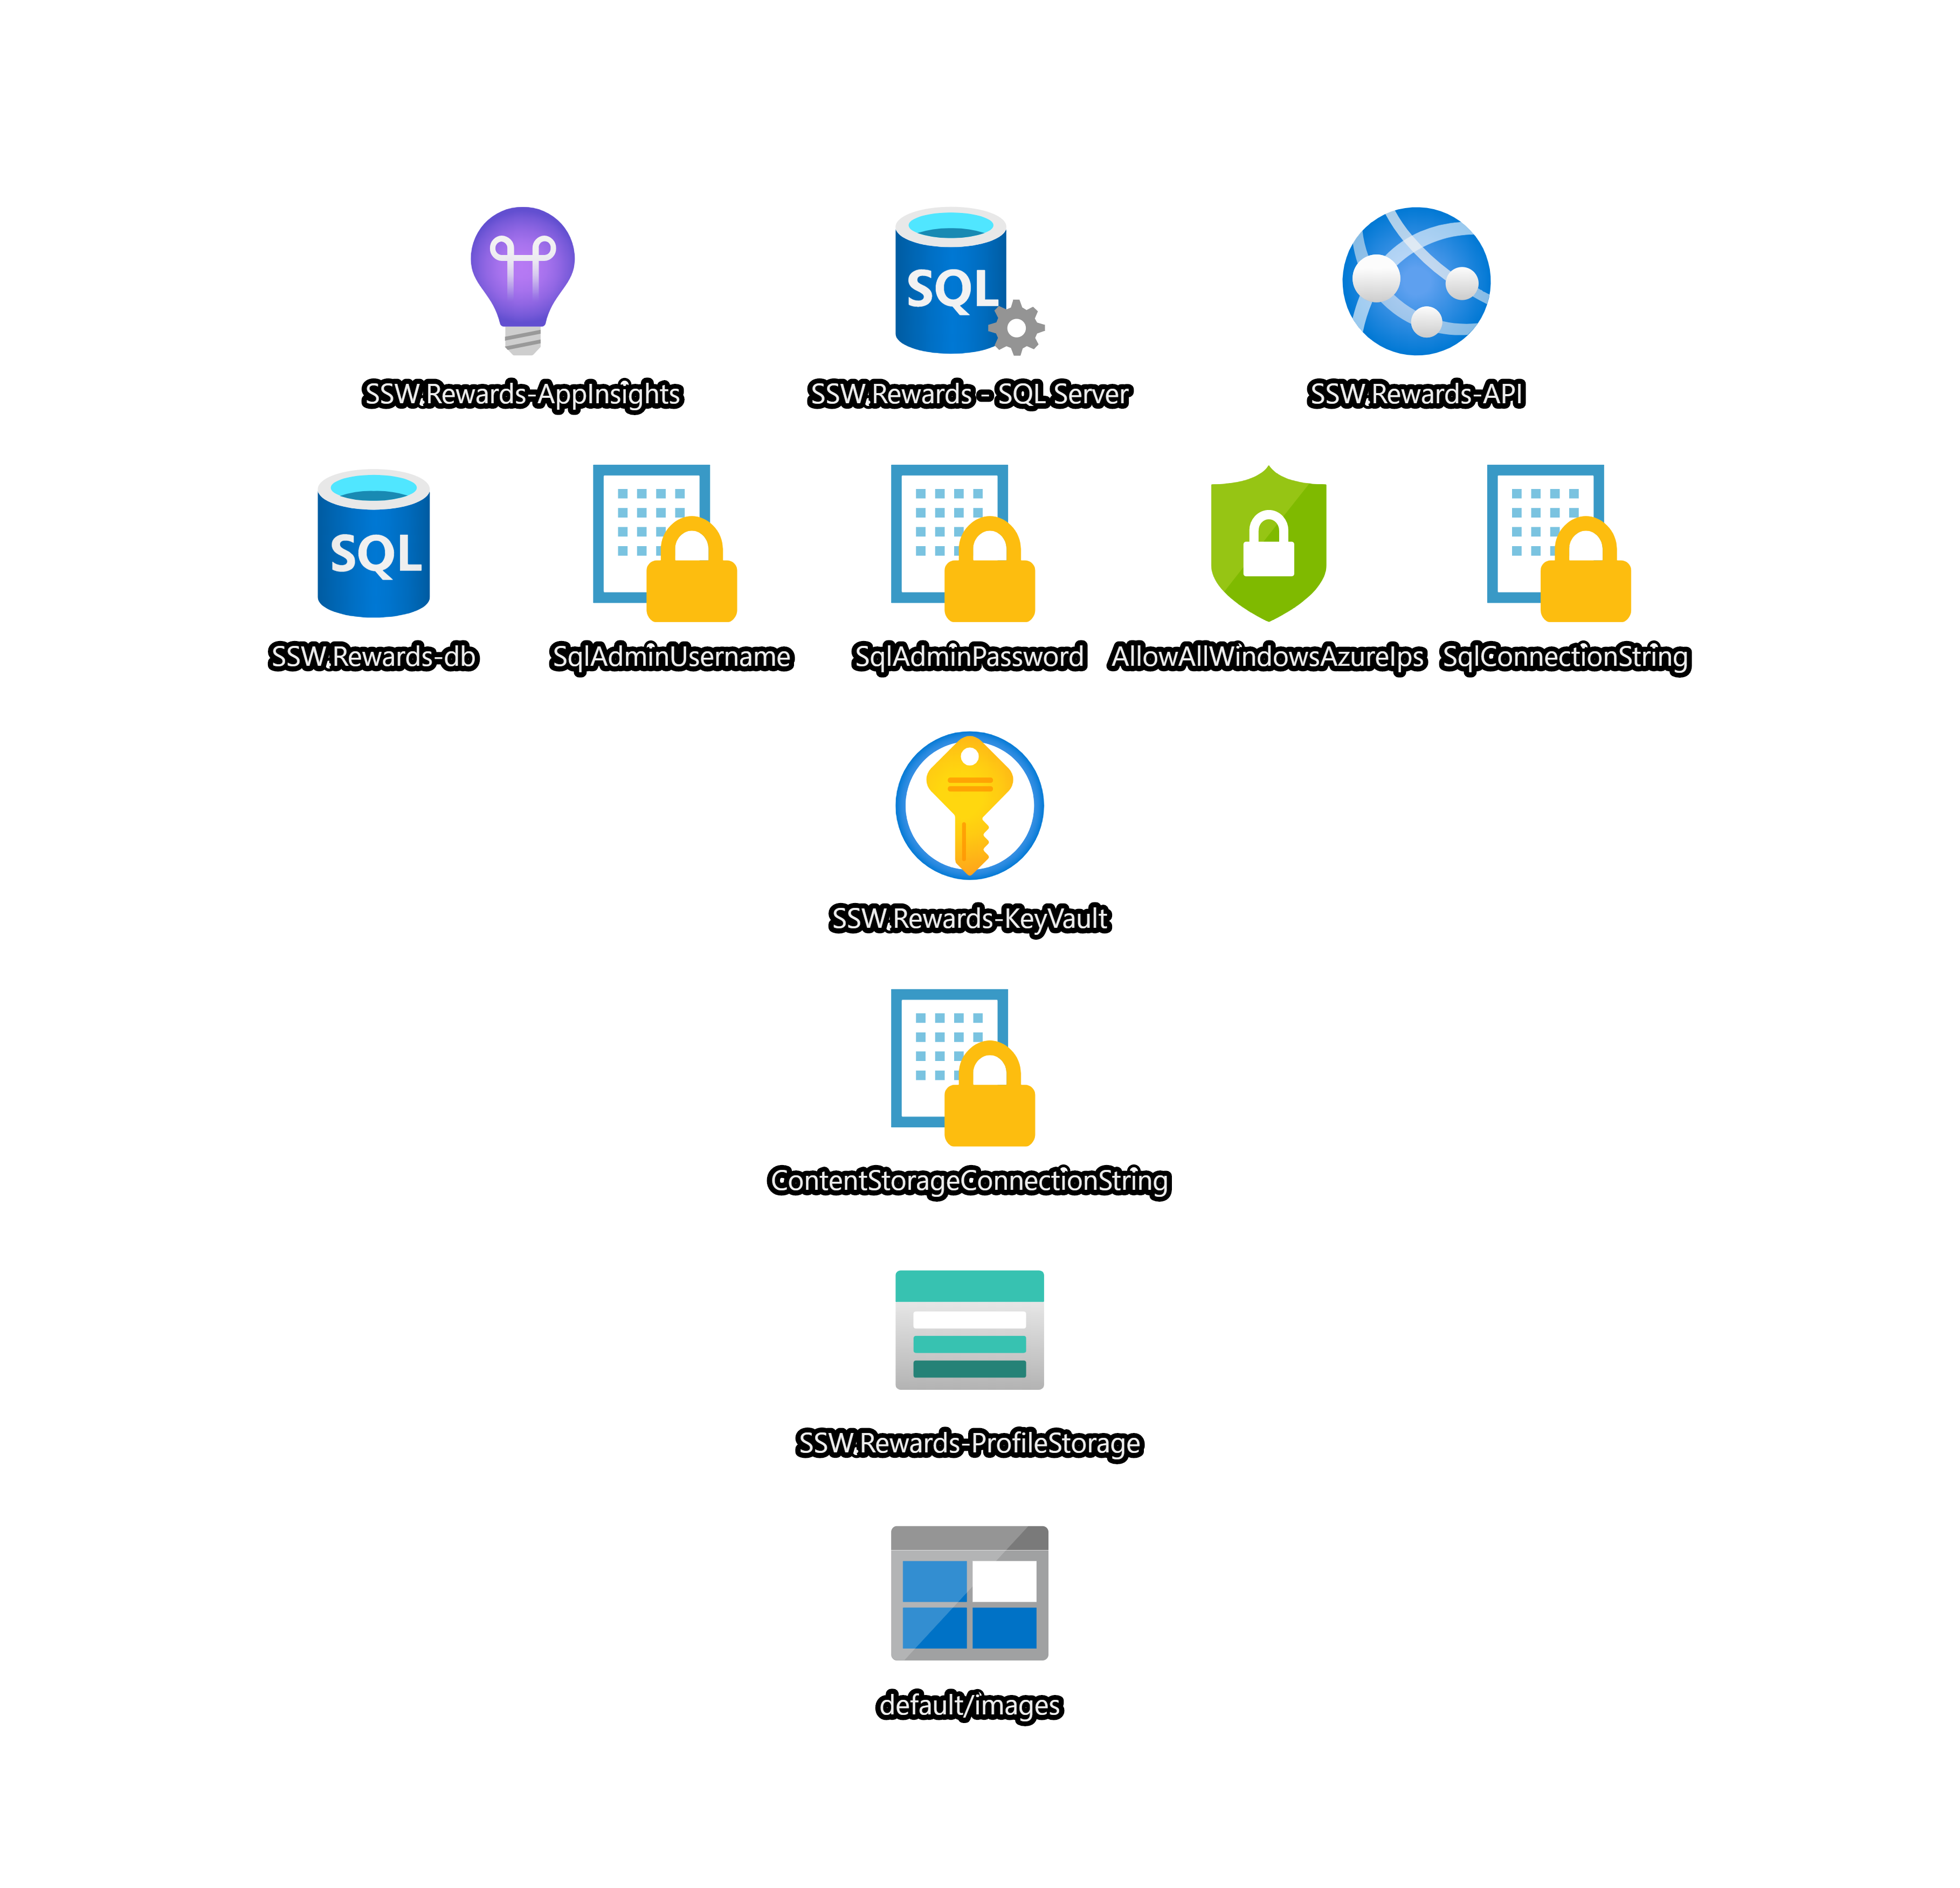 SQL
SSW.Rewards-AppInsights
SSW.Rewards - SQL Server
SSW.Rewards-API
SQL
SSW.Rewards-db
SqlAdminUsername
SqlAdminPassword
AllowAllWindowsAzureIps
SqlConnectionString
SSW.Rewards-KeyVault
ContentStorageConnectionString
SSW.Rewards-ProfileStorage
default/images